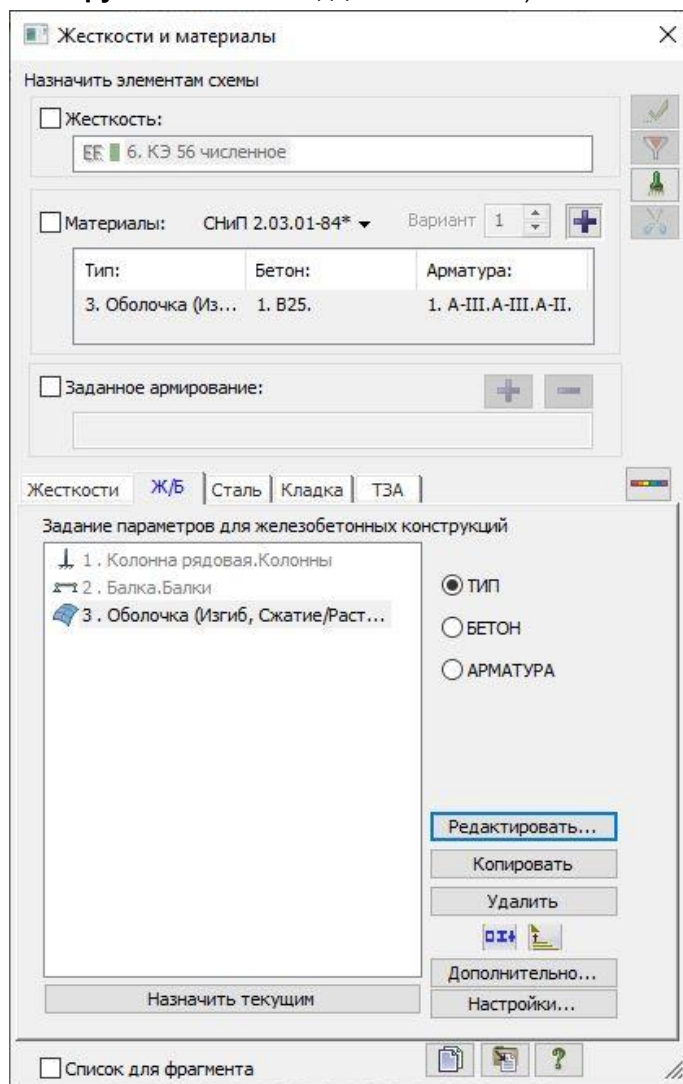 Жесткости и материалы
Назначить элементам схемы
Жесткость:
6. КЭ 56 численное
Материалы: СНиП 2.03.01-84* Вариант 1
Тип: Бетон: Арматура:
3. Оболочка (Из... 1. B25. 1. A-III.A-III.A-II.
Заданное армирование:
Жесткости Ж/Б Сталь Кладка ТЗА
Задание параметров для железобетонных конструкций
1 . Колонна рядовая.Колонны
2 . Балка.Балки
3 . Оболочка (Изгиб, Сжатие/Раст...
ТИП
БЕТОН
АРМАТУРА
Редактировать...
Копировать
Удалить
Дополнительно...
Назначить текущим
Настройки...
Список для фрагмента
?